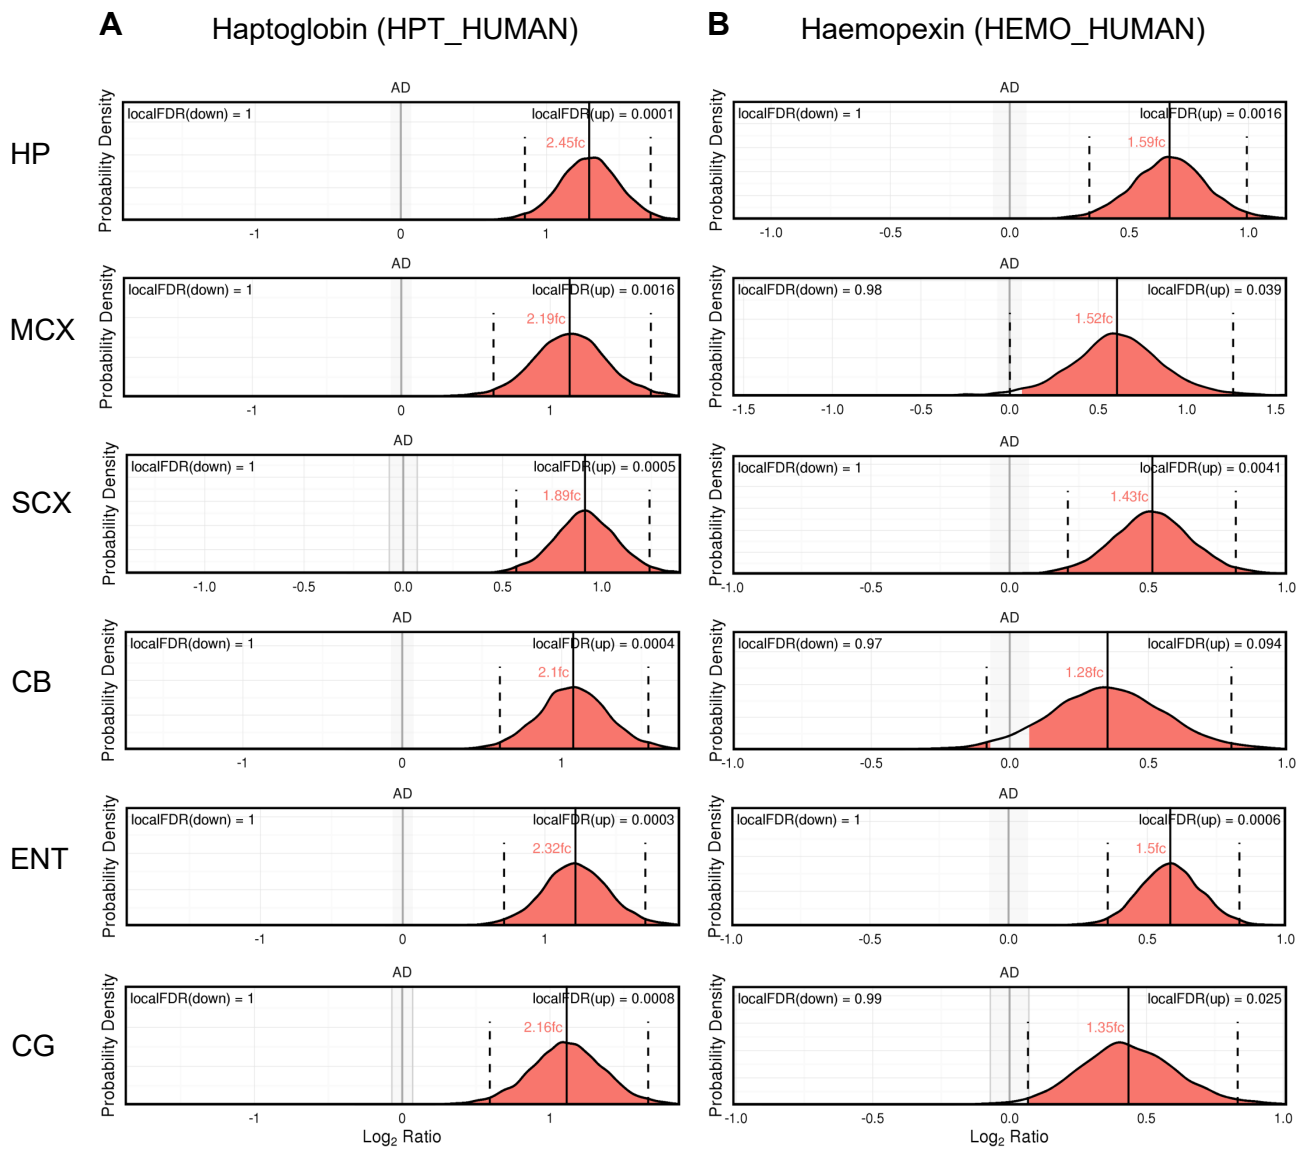 A Haptoglobin (HPT_HUMAN) B Haemopexin (HEMO_HUMAN)
HP
AD
Probability Density
localFDR(down) = 1 localFDR(up) = 0.0001
2.45fc
-1 0 1
AD
Probability Density
localFDR(down) = 1 localFDR(up) = 0.0016
1.59fc
-1.0 -0.5 0.0 0.5 1.0
MCX
AD
Probability Density
localFDR(down) = 1 localFDR(up) = 0.0016
2.19fc
-1 0 1
AD
Probability Density
localFDR(down) = 0.98 localFDR(up) = 0.039
1.52fc
-1.5 -1.0 -0.5 0.0 0.5 1.0 1.5
SCX
AD
Probability Density
localFDR(down) = 1 localFDR(up) = 0.0005
1.89fc
-1.0 -0.5 0.0 0.5 1.0
AD
Probability Density
localFDR(down) = 1 localFDR(up) = 0.0041
1.43fc
-1.0 -0.5 0.0 0.5 1.0
CB
AD
Probability Density
localFDR(down) = 1 localFDR(up) = 0.0004
2.1fc
-1 0 1
AD
Probability Density
localFDR(down) = 0.97 localFDR(up) = 0.094
1.28fc
-1.0 -0.5 0.0 0.5 1.0
ENT
AD
Probability Density
localFDR(down) = 1 localFDR(up) = 0.0003
2.32fc
-1 0 1
AD
Probability Density
localFDR(down) = 1 localFDR(up) = 0.0006
1.5fc
-1.0 -0.5 0.0 0.5 1.0
CG
AD
Probability Density
localFDR(down) = 1 localFDR(up) = 0.0008
2.16fc
-1 0 1
Log2 Ratio
AD
Probability Density
localFDR(down) = 0.99 localFDR(up) = 0.025
1.35fc
-1.0 -0.5 0.0 0.5 1.0
Log2 Ratio